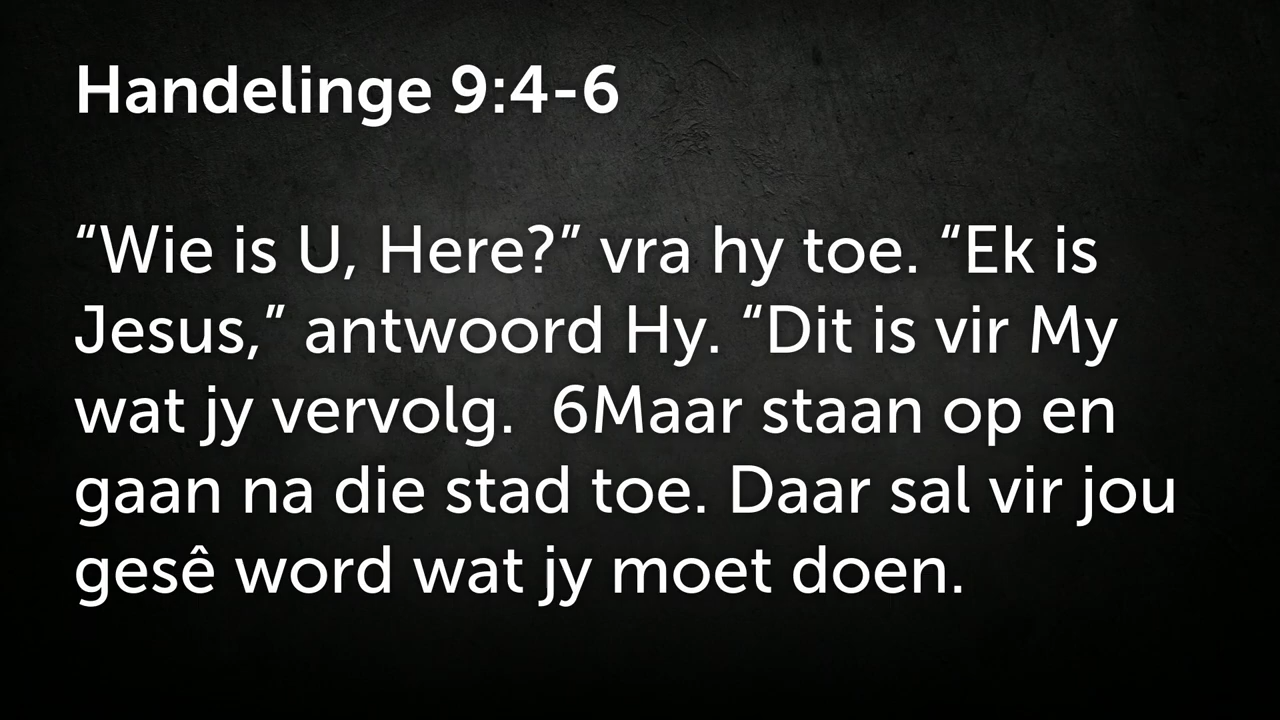 Handelinge 9:4-6
“Wie is U, Here?” vra hy toe. “Ek is
Jesus,” antwoord Hy. “Dit is vir My
wat jy vervolg.  6Maar staan op en
gaan na die stad toe. Daar sal vir jou
gesê word wat jy moet doen.